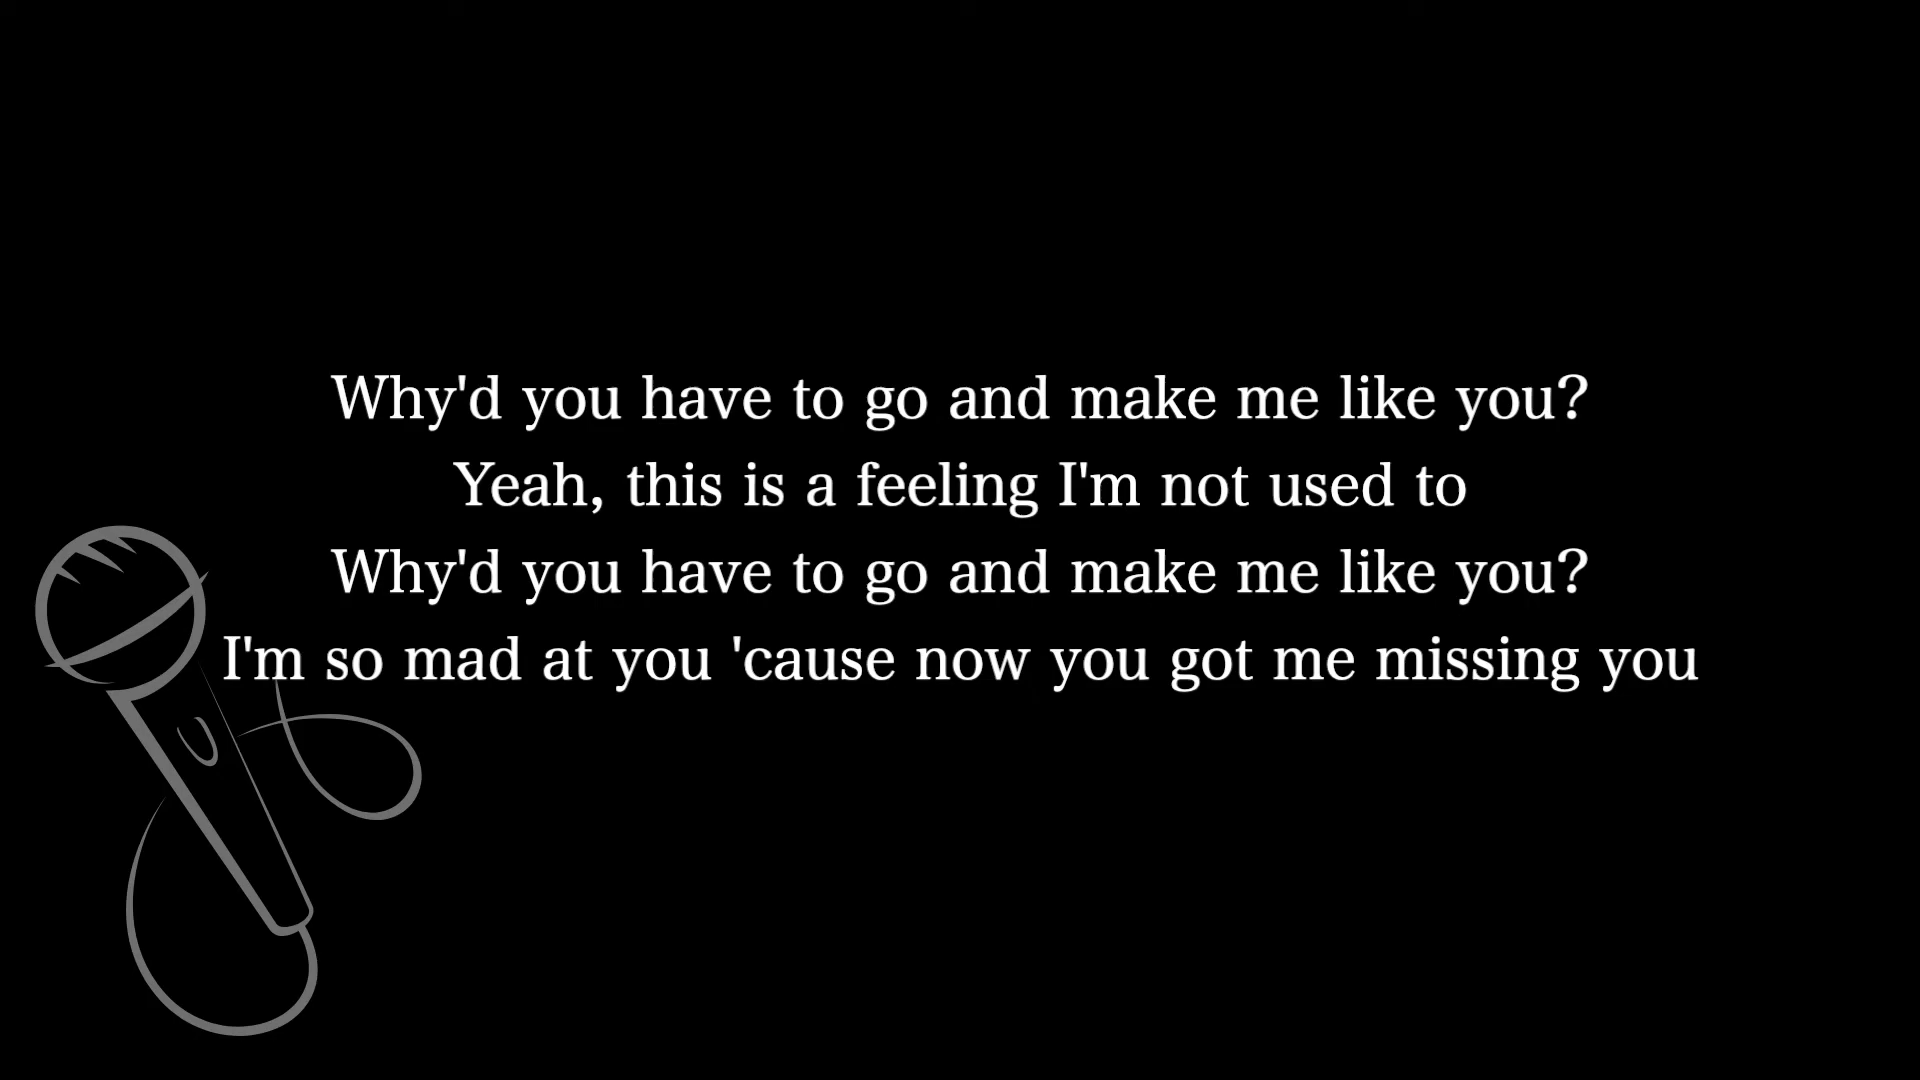 Why'd you have to go and make me like you?
Yeah, this is a feeling I'm not used to
Why'd you have to go and make me like you?
I'm so mad at you 'cause now you got me missing you